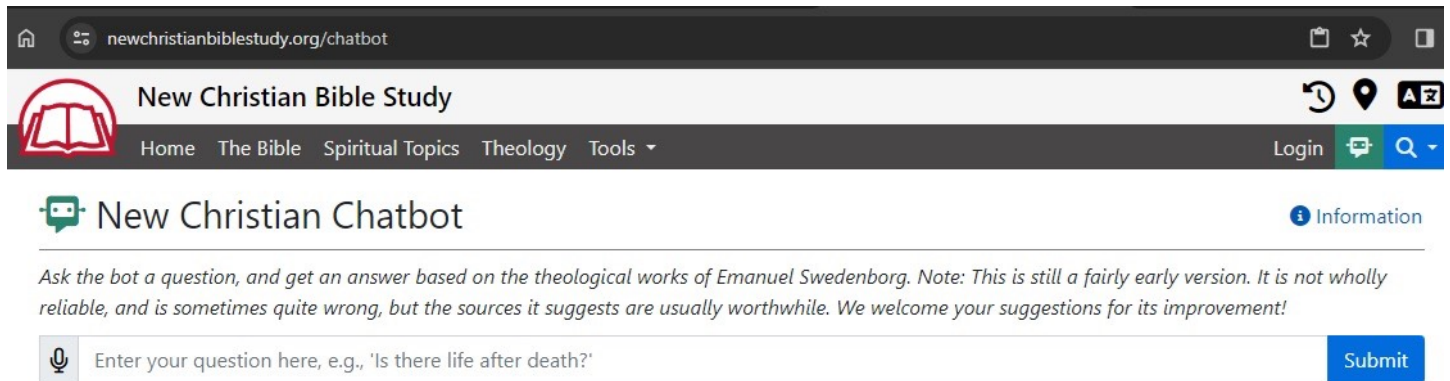 newchristianbiblestudy.org/chatbot
New Christian Bible Study
Home The Bible Spiritual Topics Theology Tools
Login
New Christian Chatbot
Information
Ask the bot a question, and get an answer based on the theological works of Emanuel Swedenborg. Note: This is still a fairly early version. It is not wholly
reliable, and is sometimes quite wrong, but the sources it suggests are usually worthwhile. We welcome your suggestions for its improvement!
Enter your question here, e.g., 'Is there life after death?'
Submit